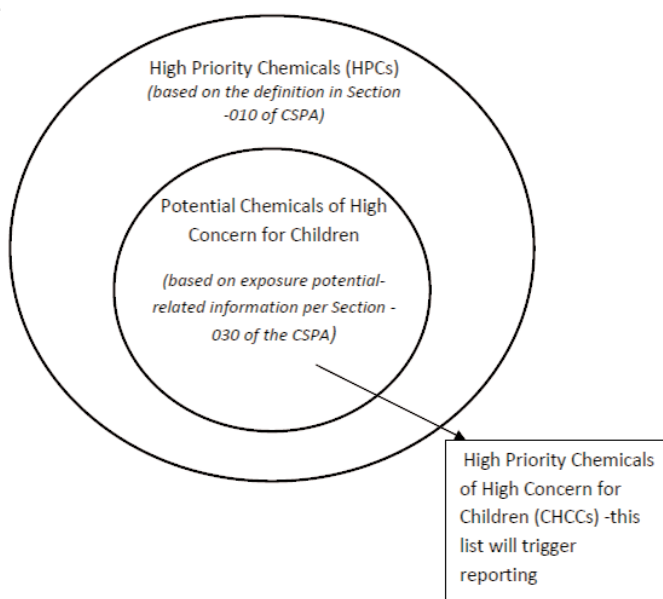 High Priority Chemicals (HPCs)
(based on the definition in Section
-010 of CSPA)
Potential Chemicals of High
Concern for Children
(based on exposure potential-
related information per Section -
030 of the CSPA)
High Priority Chemicals
of High Concern for
Children (CHCCs) -this
list will trigger
reporting